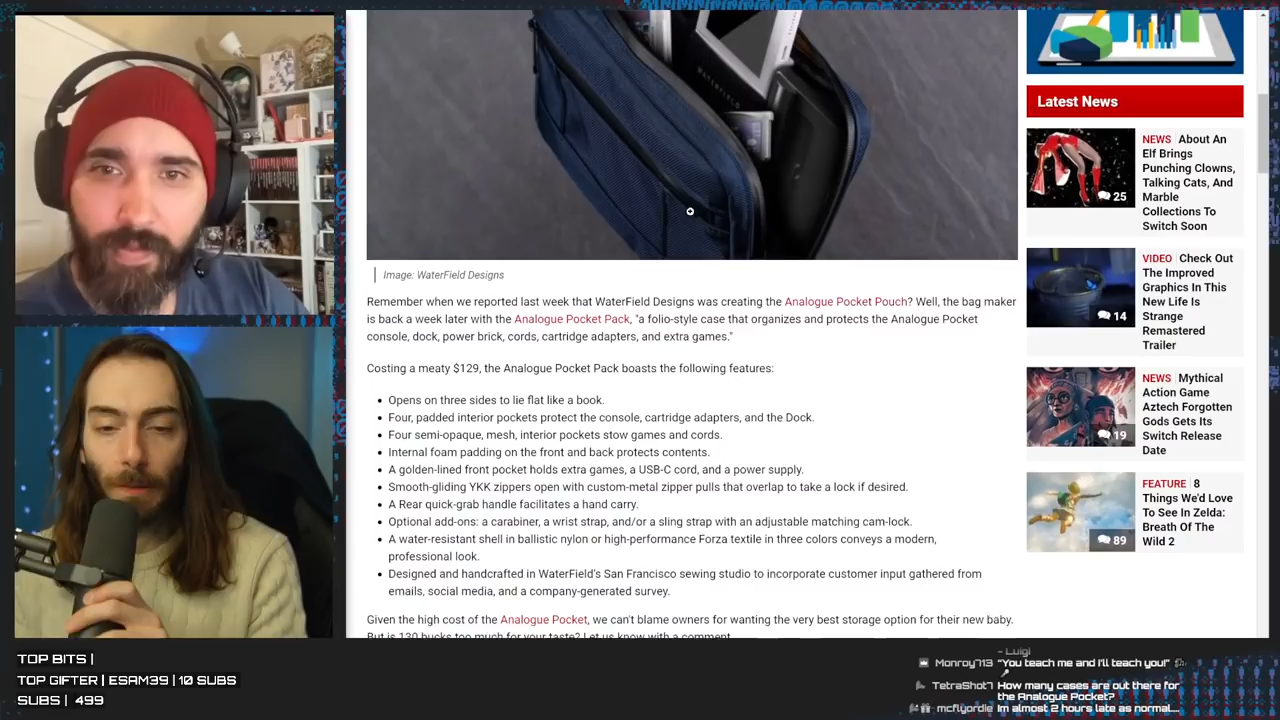 WATERFIELD
Image: WaterField Designs
Remember when we reported last week that WaterField Designs was creating the Analogue Pocket Pouch? Well, the bag maker
is back a week later with the Analogue Pocket Pack, "a folio-style case that organizes and protects the Analogue Pocket
console, dock, power brick, cords, cartridge adapters, and extra games."
Costing a meaty $129, the Analogue Pocket Pack boasts the following features:
Opens on three sides to lie flat like a book.
Four, padded interior pockets protect the console, cartridge adapters, and the Dock.
Four semi-opaque, mesh, interior pockets stow games and cords.
Internal foam padding on the front and back protects contents.
A golden-lined front pocket holds extra games, a USB-C cord, and a power supply.
Smooth-gliding YKK zippers open with custom-metal zipper pulls that overlap to take a lock if desired.
A Rear quick-grab handle facilitates a hand carry.
Optional add-ons: a carabiner, a wrist strap, and/or a sling strap with an adjustable matching cam-lock.
A water-resistant shell in ballistic nylon or high-performance Forza textile in three colors conveys a modern,
professional look.
Designed and handcrafted in WaterField's San Francisco sewing studio to incorporate customer input gathered from
emails, social media, and a company-generated survey.
Given the high cost of the Analogue Pocket, we can't blame owners for wanting the very best storage option for their new baby.
But is 130 bucks too much for your taste? Let us know with a comment
Latest News
NEWS About An
Elf Brings
Punching Clowns,
Talking Cats, And
Marble
Collections To
Switch Soon
25
VIDEO Check Out
The Improved
Graphics In This
New Life Is
Strange
Remastered
Trailer
14
NEWS Mythical
Action Game
Aztech Forgotten
Gods Gets Its
Switch Release
Date
19
FEATURE 8
Things We'd Love
To See In Zelda:
Breath Of The
Wild 2
89
TOP BITS |
TOP GIFTER | ESAM39 | 10 SUBS
SUBS | 499
- Luigi
Monroy713 "You teach me and I'll teach you!"
TetraShot7 How many cases are out there for
the Analogue Pocket?
mcflyordie Im almost 2 hours late as normal...